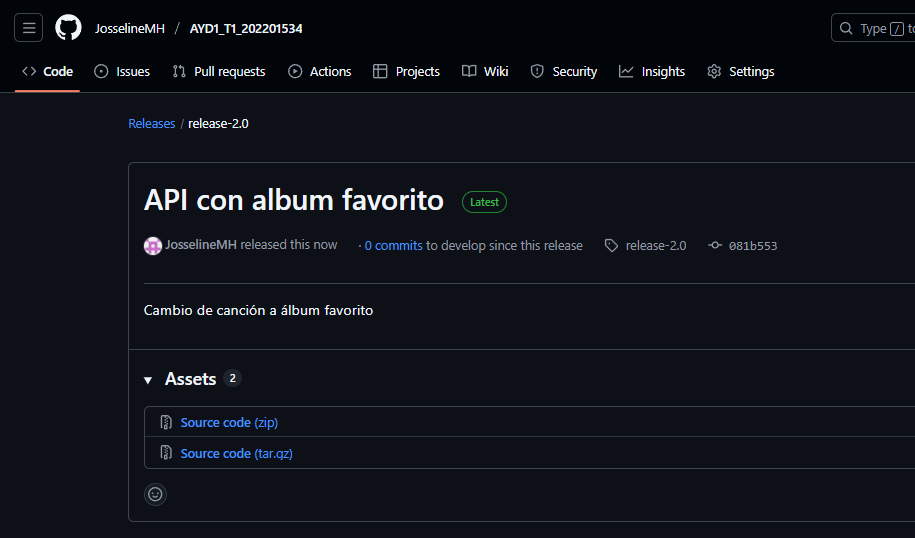 JosselineMH / AYD1_T1_202201534
Type / to
Code Issues Pull requests Actions Projects Wiki Security Insights Settings
Releases / release-2.0
API con album favorito Latest
JosselineMH released this now · 0 commits to develop since this release release-2.0 081b553
Cambio de canción a álbum favorito
Assets 2
Source code (zip)
Source code (tar.gz)